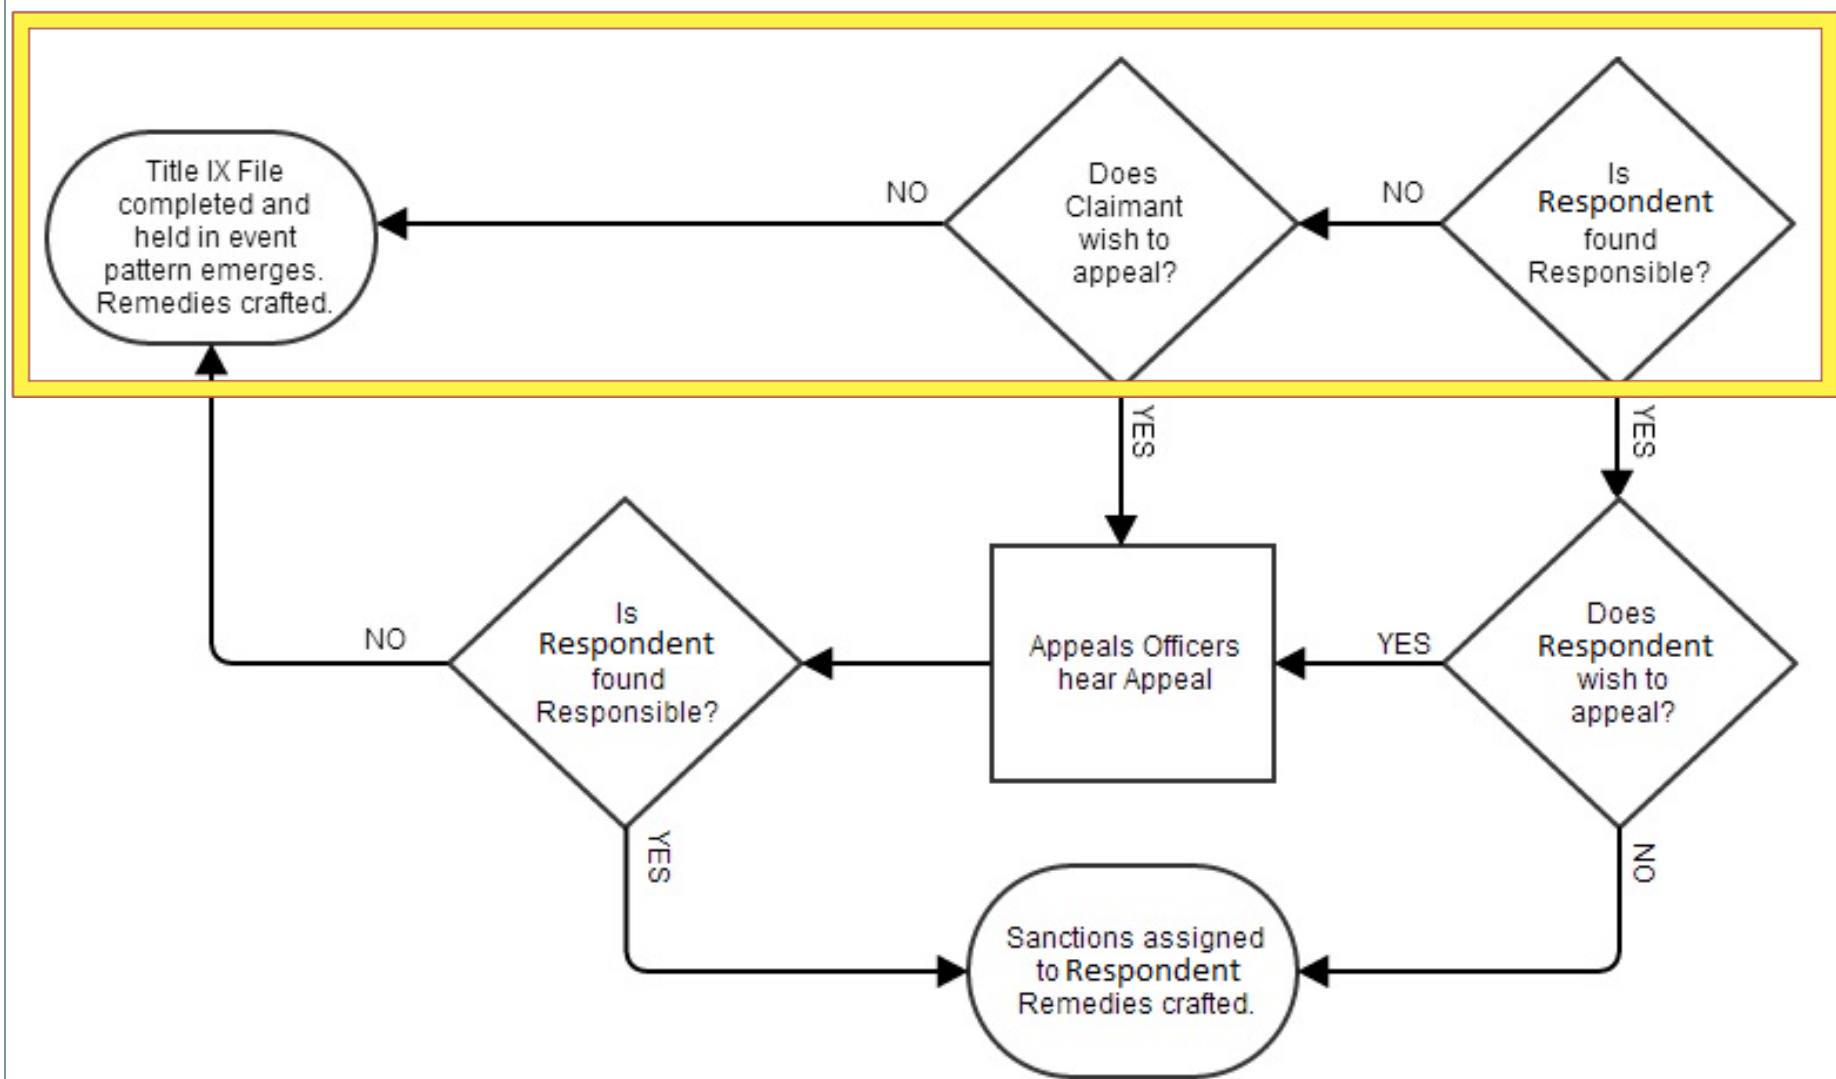 Title IX File
completed and
held in event
pattern emerges.
Remedies crafted.
NO
Does
Claimant
wish to
appeal?
NO
Is
Respondent
found
Responsible?
YES
YES
NO
Is
Respondent
found
Responsible?
Appeals Officers
hear Appeal
YES
Does
Respondent
wish to
appeal?
YES
NO
Sanctions assigned
to Respondent
Remedies crafted.